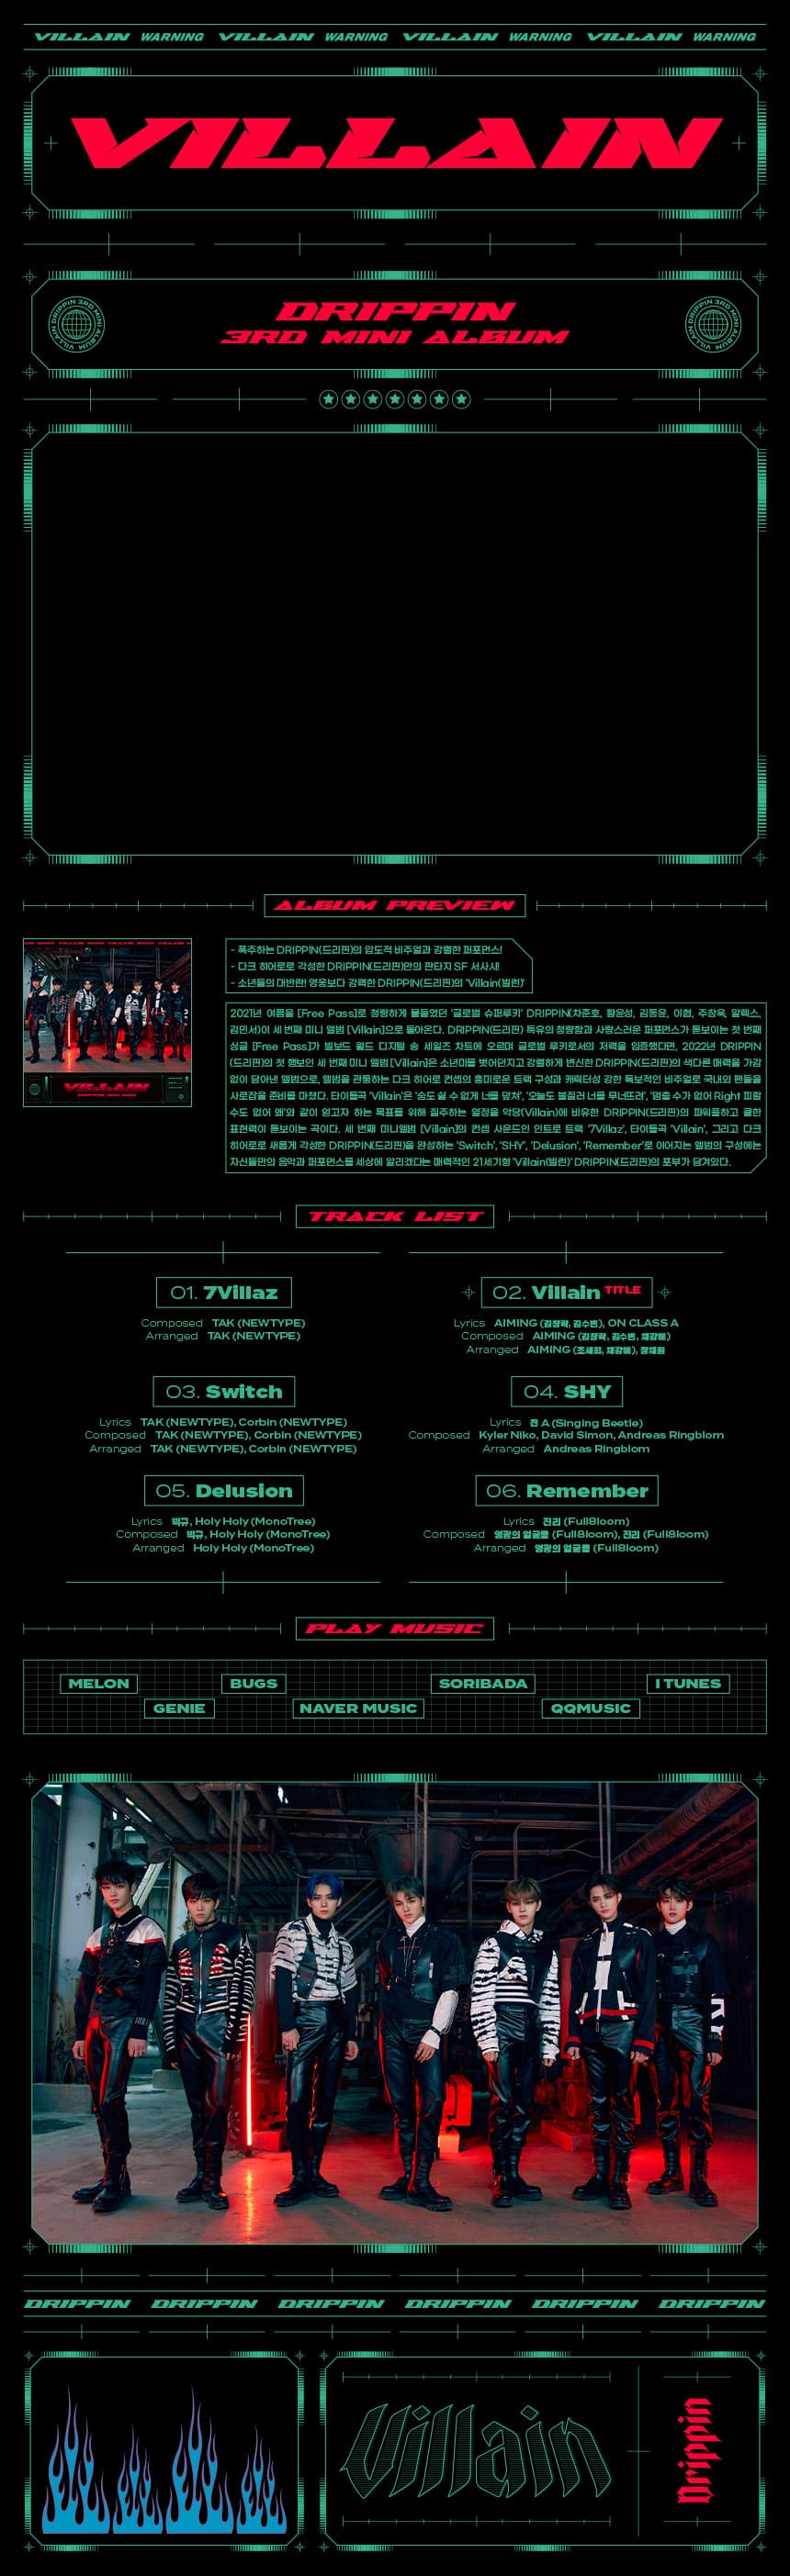 VILLAIN WARNING VILLAIN WARNING VILLAIN WARNING VILLAIN WARNING
VILLAIN
VILLAIN DRIPPIN 3RD MINI ALBUM
DRIPPIN
3RD MINI ALBUM
VILLAIN DRIPPIN 3RD MINI ALBUM
ALBUM PREVIEW
VILLAIN
- 폭주하는 DRIPPIN(드리핀)의 압도적 비주얼과 강렬한 퍼포먼스!
- 다크 히어로로 각성한 DRIPPIN(드리핀)만의 판타지 SF 서사시!
- 소년들의 대반란! 영웅보다 강력한 DRIPPIN(드리핀)의 'Villain(빌런)'
2021년 여름을 [Free Pass]로 청량하게 물들였던 '글로벌 슈퍼루키' DRIPPIN(차준호, 황윤성, 김동윤, 이협, 주창욱, 알렉스,
김민서)이 세 번째 미니 앨범 [Villain]으로 돌아온다. DRIPPIN(드리핀) 특유의 청량함과 사랑스러운 퍼포먼스가 돋보이는 첫 번째
싱글 [Free Pass]가 빌보드 월드 디지털 송 세일즈 차트에 오르며 글로벌 루키로서의 저력을 입증했다면, 2022년 DRIPPIN
(드리핀)의 첫 행보인 세 번째 미니 앨범 [Villain]은 소년미를 벗어던지고 강렬하게 변신한 DRIPPIN(드리핀)의 색다른 매력을 가감
없이 담아낸 앨범으로, 앨범을 관통하는 다크 히어로 컨셉의 흥미로운 트랙 구성과 캐릭터성 강한 독보적인 비주얼로 국내외 팬들을
사로잡을 준비를 마쳤다. 타이틀곡 'Villain'은 '숨도 쉴 수 없게 너를 덮쳐', '오늘도 불질러 너를 무너뜨려', '멈출 수가 없어 Right 피할
수도 없어 왜'와 같이 얻고자 하는 목표를 위해 질주하는 열정을 악당(Villain)에 비유한 DRIPPIN(드리핀)의 파워풀하고 쿨한
표현력이 돋보이는 곡이다. 세 번째 미니앨범 [Villain]의 컨셉 사운드인 인트로 트랙 '7Villaz', 타이틀곡 'Villain', 그리고 다크
히어로로 새롭게 각성한 DRIPPIN(드리핀)을 완성하는 'Switch', 'SHY', 'Delusion', 'Remember'로 이어지는 앨범의 구성에는
자신들만의 음악과 퍼포먼스를 세상에 알리겠다는 매력적인 21세기형 'Villain(빌런)' DRIPPIN(드리핀)의 포부가 담겨있다.
TRACK LIST
01. 7Villaz
Composed TAK (NEWTYPE)
Arranged TAK (NEWTYPE)
02. Villain TITLE
Lyrics AIMING (김창락, 김수빈), ON CLASS A
Composed AIMING (김창락, 김수빈, 채강해)
Arranged AIMING (조세희, 채강해), 장재원
03. Switch
Lyrics TAK (NEWTYPE), Corbin (NEWTYPE)
Composed TAK (NEWTYPE), Corbin (NEWTYPE)
Arranged TAK (NEWTYPE), Corbin (NEWTYPE)
04. SHY
Lyrics 진 A (Singing Beetle)
Composed Kyler Niko, David Simon, Andreas Ringblom
Arranged Andreas Ringblom
05. Delusion
Lyrics 빅규, Holy Holy (MonoTree)
Composed 빅규, Holy Holy (MonoTree)
Arranged Holy Holy (MonoTree)
06. Remember
Lyrics 진리 (Full8loom)
Composed 영광의 얼굴들 (Full8loom), 진리 (Full8loom)
Arranged 영광의 얼굴들 (Full8loom)
PLAY MUSIC
MELON BUGS SORIBADA I TUNES
GENIE NAVER MUSIC QQMUSIC
DRIPPIN DRIPPIN DRIPPIN DRIPPIN DRIPPIN DRIPPIN
Villain
Drippin